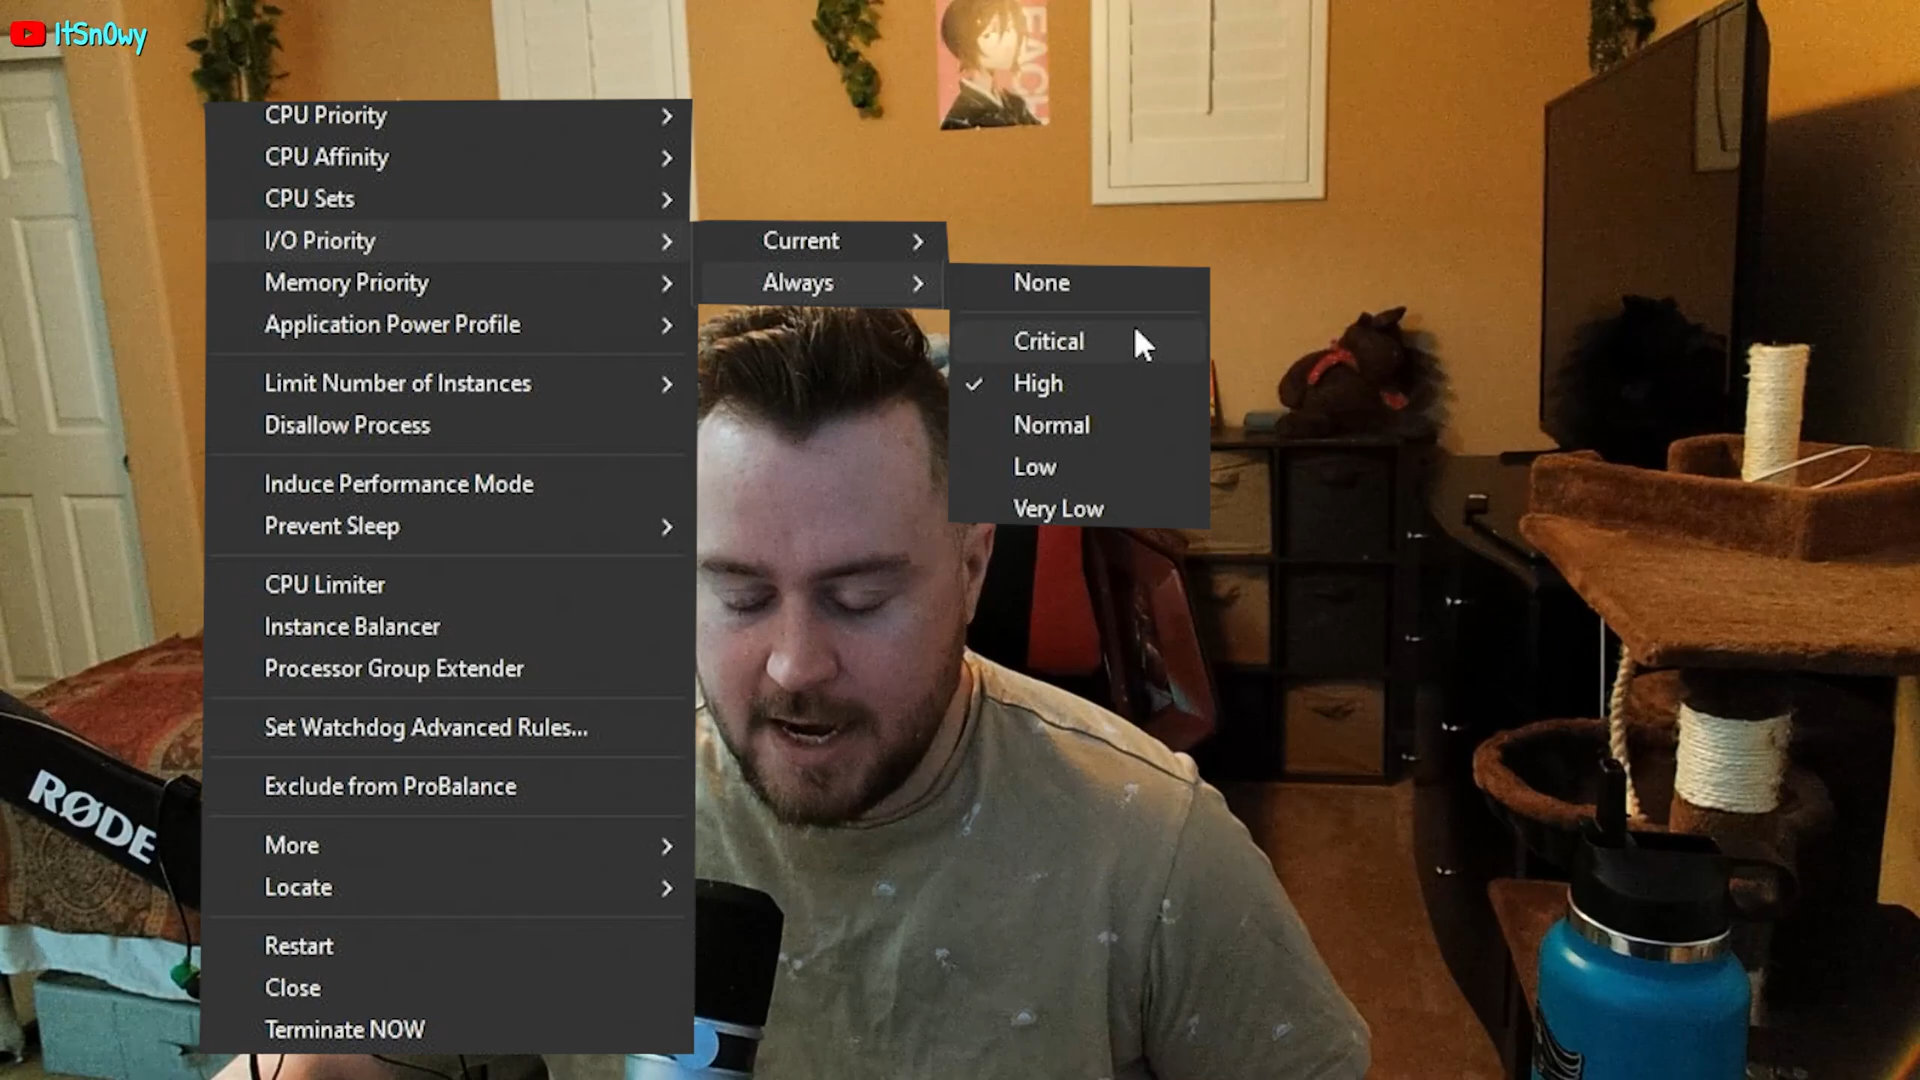 ItSn0wy
CPU Priority
CPU Affinity
CPU Sets
I/O Priority
Memory Priority
Application Power Profile
Limit Number of Instances
Disallow Process
Induce Performance Mode
Prevent Sleep
CPU Limiter
Instance Balancer
Processor Group Extender
Set Watchdog Advanced Rules...
Exclude from ProBalance
More
Locate
Restart
Close
Terminate NOW
Current
Always
None
Critical
High
Normal
Low
Very Low
RØDE